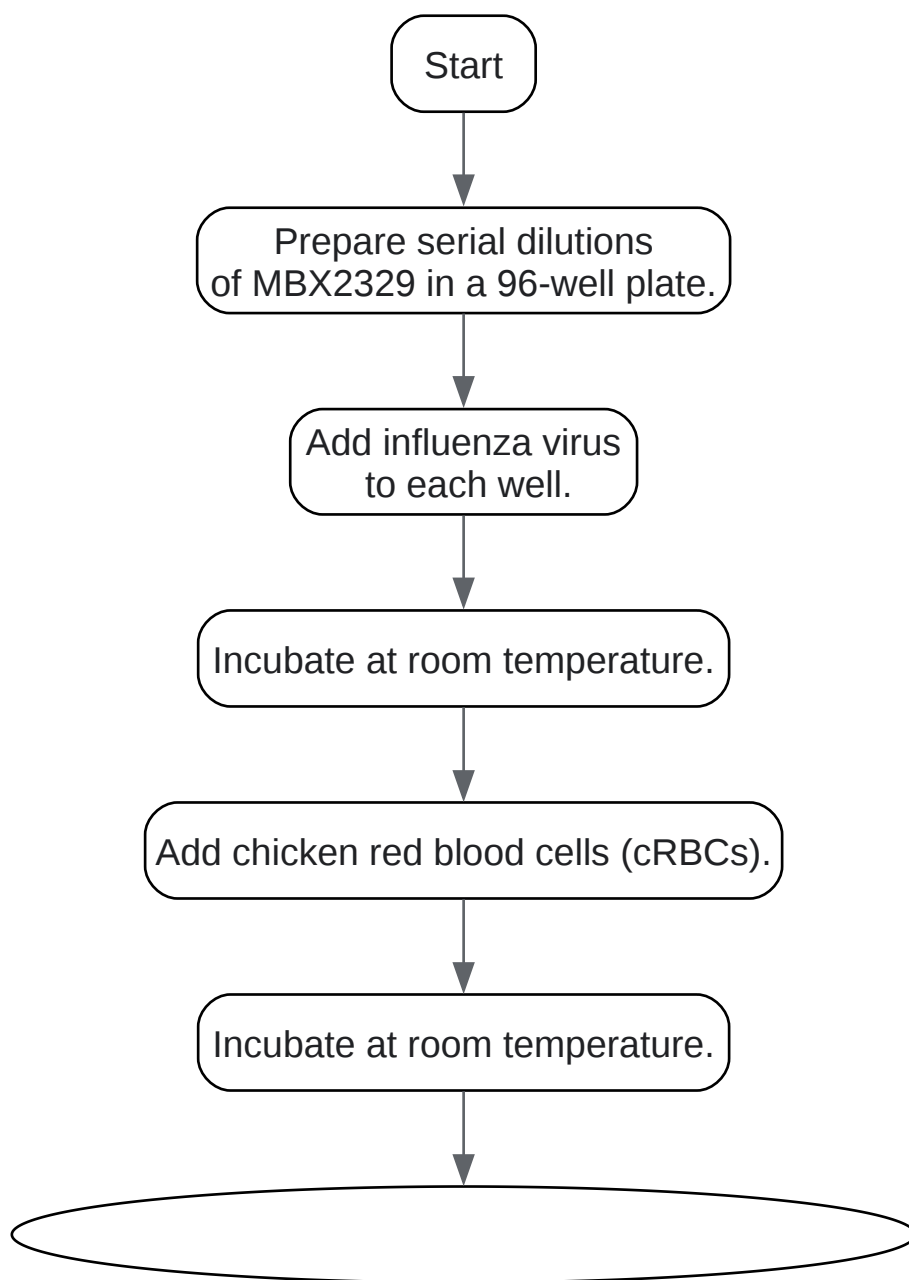 Start
Prepare serial dilutions
of MBX2329 in a 96-well plate.
Add influenza virus
to each well.
Incubate at room temperature.
Add chicken red blood cells (cRBCs).
Incubate at room temperature.